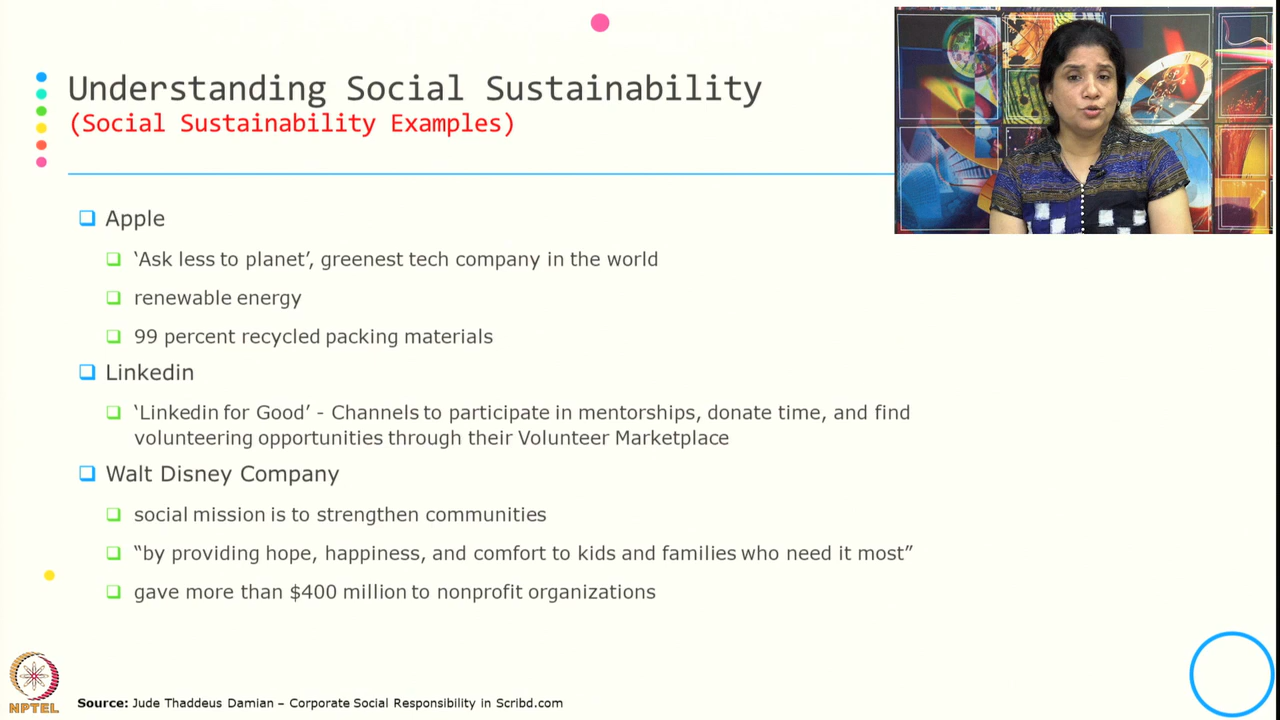 Understanding Social Sustainability
(Social Sustainability Examples)
Apple
‘Ask less to planet’, greenest tech company in the world
renewable energy
99 percent recycled packing materials
Linkedin
‘Linkedin for Good’ - Channels to participate in mentorships, donate time, and find
volunteering opportunities through their Volunteer Marketplace
Walt Disney Company
social mission is to strengthen communities
“by providing hope, happiness, and comfort to kids and families who need it most”
gave more than $400 million to nonprofit organizations
NPTEL
Source: Jude Thaddeus Damian – Corporate Social Responsibility in Scribd.com